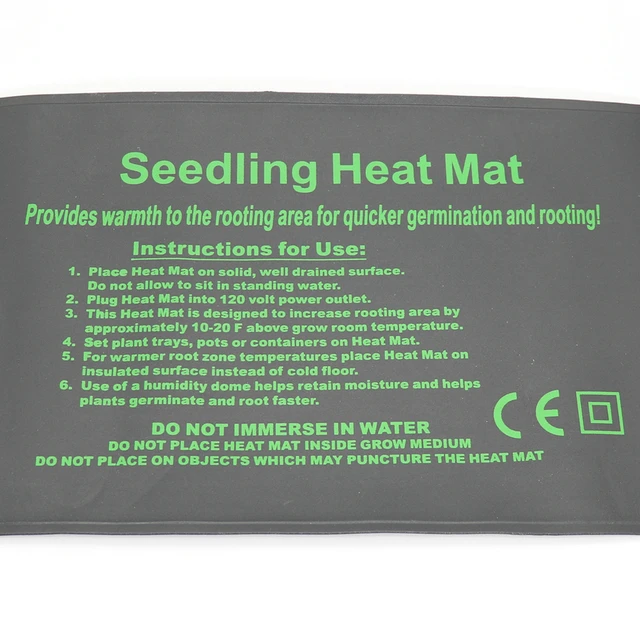 Seedling Heat Mat
Provides warmth to the rooting area for quicker germination and rooting!
Instructions for Use:
1. Place Heat Mat on solid, well drained surface.
Do not allow to sit in standing water.
2. Plug Heat Mat into 120 volt power outlet.
3. This Heat Mat is designed to increase rooting area by
approximately 10-20 F above grow room temperature.
4. Set plant trays, pots or containers on Heat Mat.
5. For warmer root zone temperatures place Heat Mat on
insulated surface instead of cold floor.
6. Use of a humidity dome helps retain moisture and helps
plants germinate and root faster.
DO NOT IMMERSE IN WATER
DO NOT PLACE HEAT MAT INSIDE GROW MEDIUM
DO NOT PLACE ON OBJECTS WHICH MAY PUNCTURE THE HEAT MAT
CE